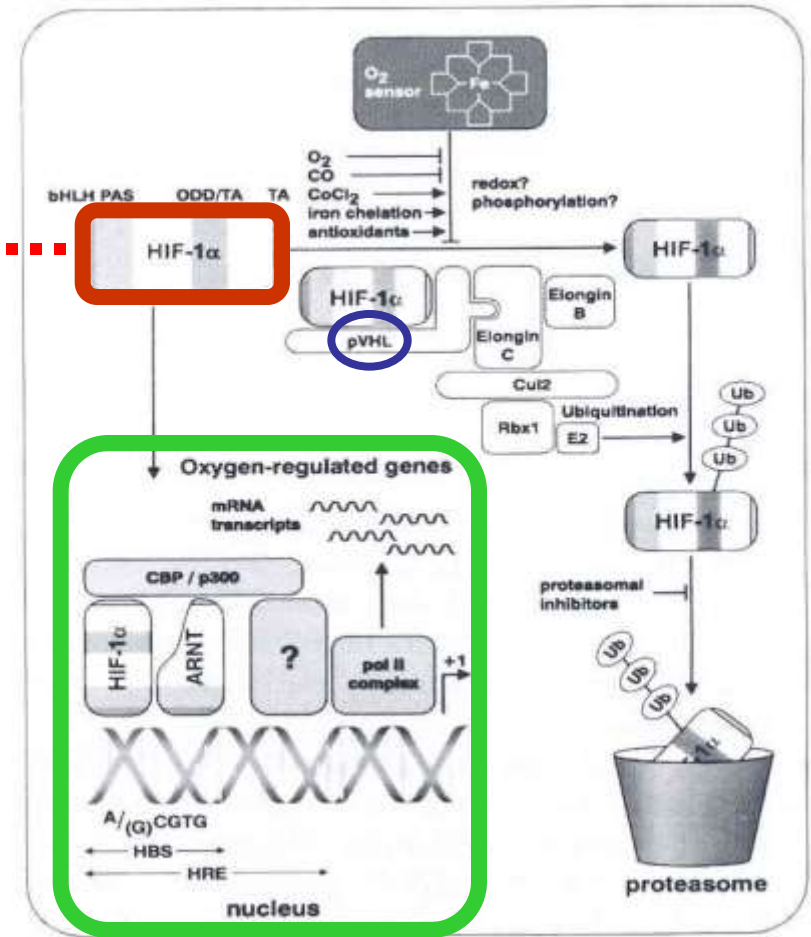 O2
sensor
Fe
O2
CO
CoCl2
iron chelation
antioxidants
redox?
phosphorylation?
bHLH PAS
ODD/TA
TA
HIF-1α
HIF-1α
HIF-1α
pVHL
Elongin
C
Elongin
B
Cul2
Rbx1
E2
Ubiquitination
Ub
Ub
Ub
HIF-1α
proteasomal
inhibitors
Ub
Ub
Ub
proteasome
Oxygen-regulated genes
mRNA
transcripts
CBP / p300
HIF-1α
ARNT
?
pol II
complex
+1
A/(G)CGTG
HBS
HRE
nucleus